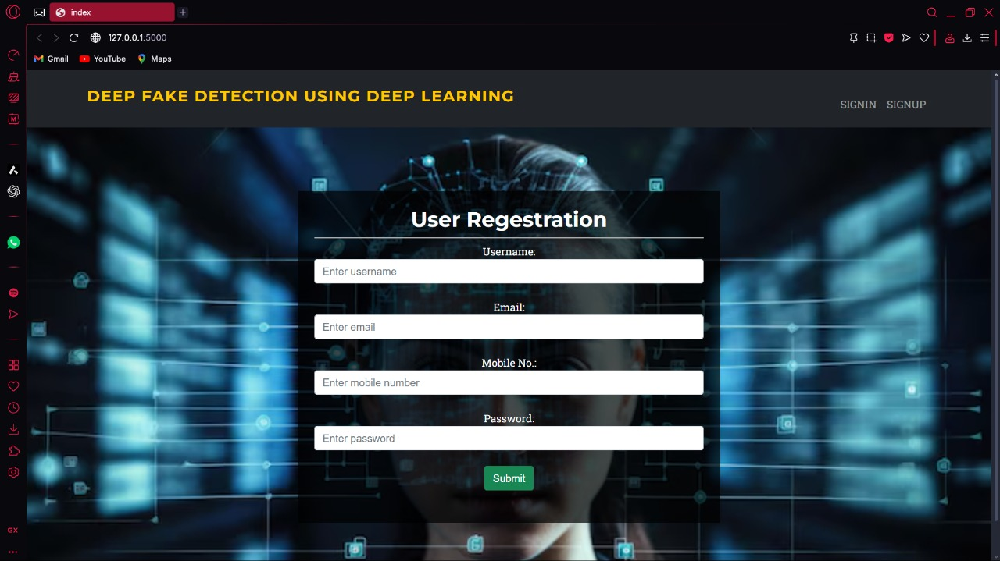 index
127.0.0.1:5000
Gmail YouTube Maps
DEEP FAKE DETECTION USING DEEP LEARNING
SIGNIN SIGNUP
User Regestration
Username:
Enter username
Email:
Enter email
Mobile No.:
Enter mobile number
Password:
Enter password
Submit
M
GX